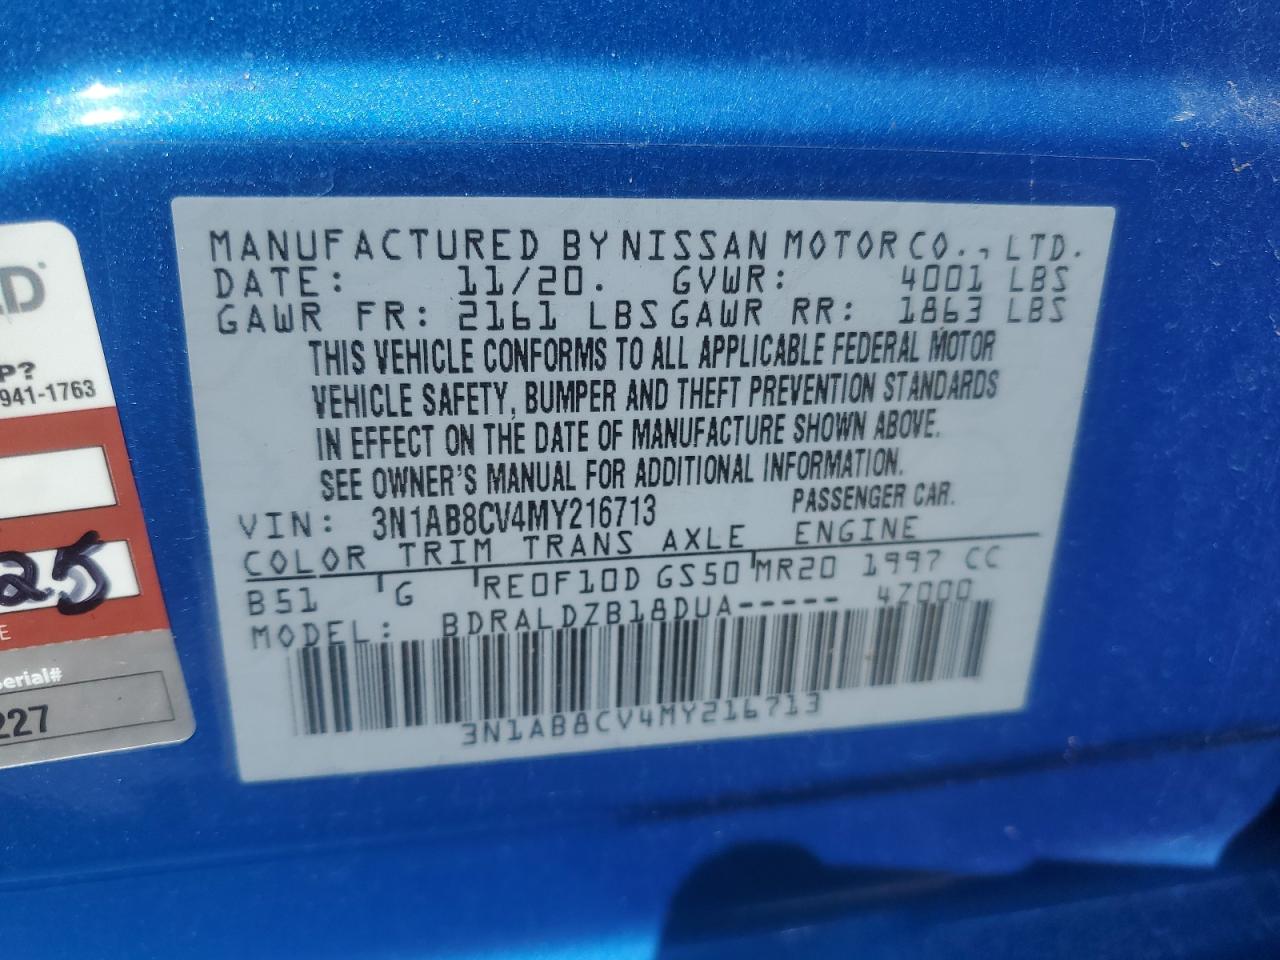 MANUFACTURED BY NISSAN MOTOR CO., LTD.
DATE: 11/20. GVWR: 4001 LBS
GAWR FR: 2161 LBS GAWR RR: 1863 LBS
THIS VEHICLE CONFORMS TO ALL APPLICABLE FEDERAL MOTOR
VEHICLE SAFETY, BUMPER AND THEFT PREVENTION STANDARDS
IN EFFECT ON THE DATE OF MANUFACTURE SHOWN ABOVE.
SEE OWNER'S MANUAL FOR ADDITIONAL INFORMATION.
VIN: 3N1AB8CV4MY216713 PASSENGER CAR.
COLOR TRIM TRANS AXLE ENGINE
B51 G RE0F10D GS50 MR20 1997 CC
MODEL: BDRALDZB18DUA----- 47000
3N1AB8CV4MY216713
D
P?
941-1763
25
E
Serial#
227